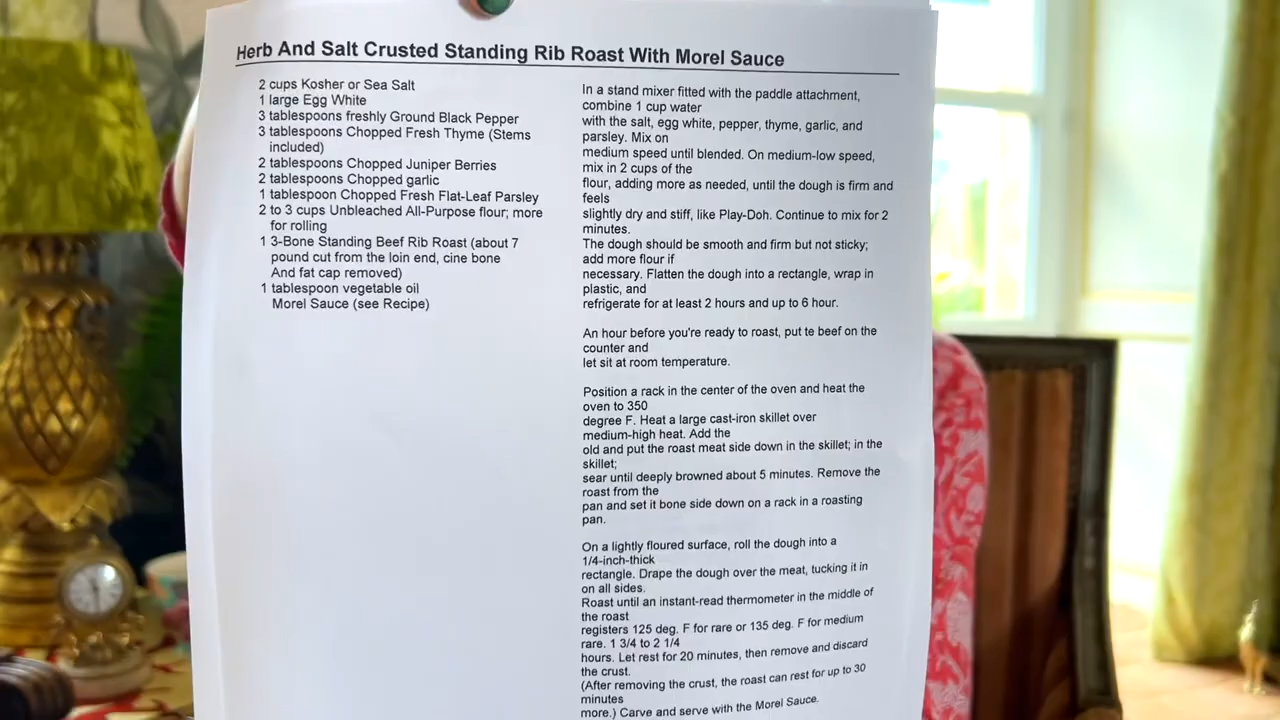 Herb And Salt Crusted Standing Rib Roast With Morel Sauce
2 cups Kosher or Sea Salt
1 large Egg White
3 tablespoons freshly Ground Black Pepper
3 tablespoons Chopped Fresh Thyme (Stems
included)
2 tablespoons Chopped Juniper Berries
2 tablespoons Chopped garlic
1 tablespoon Chopped Fresh Flat-Leaf Parsley
2 to 3 cups Unbleached All-Purpose flour; more
for rolling
1 3-Bone Standing Beef Rib Roast (about 7
pound cut from the loin end, cine bone
And fat cap removed)
1 tablespoon vegetable oil
Morel Sauce (see Recipe)
In a stand mixer fitted with the paddle attachment,
combine 1 cup water
with the salt, egg white, pepper, thyme, garlic, and
parsley. Mix on
medium speed until blended. On medium-low speed,
mix in 2 cups of the
flour, adding more as needed, until the dough is firm and
feels
slightly dry and stiff, like Play-Doh. Continue to mix for 2
minutes.
The dough should be smooth and firm but not sticky;
add more flour if
necessary. Flatten the dough into a rectangle, wrap in
plastic, and
refrigerate for at least 2 hours and up to 6 hour.
An hour before you're ready to roast, put te beef on the
counter and
let sit at room temperature.
Position a rack in the center of the oven and heat the
oven to 350
degree F. Heat a large cast-iron skillet over
medium-high heat. Add the
old and put the roast meat side down in the skillet; in the
skillet;
sear until deeply browned about 5 minutes. Remove the
roast from the
pan and set it bone side down on a rack in a roasting
pan.
On a lightly floured surface, roll the dough into a
1/4-inch-thick
rectangle. Drape the dough over the meat, tucking it in
on all sides.
Roast until an instant-read thermometer in the middle of
the roast
registers 125 deg. F for rare or 135 deg. F for medium
rare. 1 3/4 to 2 1/4
hours. Let rest for 20 minutes, then remove and discard
the crust.
(After removing the crust, the roast can rest for up to 30
minutes
more.) Carve and serve with the Morel Sauce.